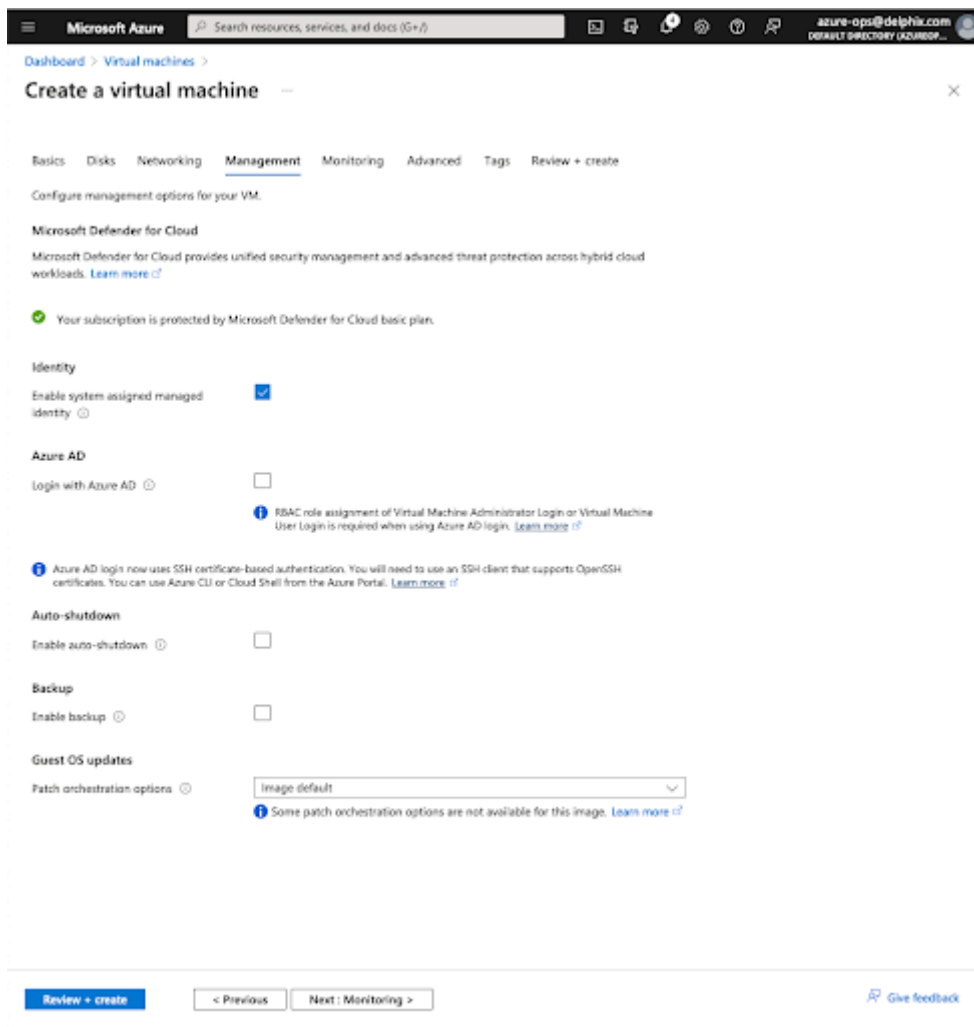 Microsoft Azure
Search resources, services, and docs (G+/)
azure-ops@delphix.com
DEFAULT DIRECTORY (AZUREOP...
Dashboard > Virtual machines >
Create a virtual machine ...
Basics Disks Networking Management Monitoring Advanced Tags Review + create
Configure management options for your VM.
Microsoft Defender for Cloud
Microsoft Defender for Cloud provides unified security management and advanced threat protection across hybrid cloud
workloads. Learn more
Your subscription is protected by Microsoft Defender for Cloud basic plan.
Identity
Enable system assigned managed
identity
Azure AD
Login with Azure AD
RBAC role assignment of Virtual Machine Administrator Login or Virtual Machine
User Login is required when using Azure AD login. Learn more
Azure AD login now uses SSH certificate-based authentication. You will need to use an SSH client that supports OpenSSH
certificates. You can use Azure CLI or Cloud Shell from the Azure Portal. Learn more
Auto-shutdown
Enable auto-shutdown
Backup
Enable backup
Guest OS updates
Patch orchestration options
Image default
Some patch orchestration options are not available for this image. Learn more
Review + create
< Previous
Next : Monitoring >
Give feedback